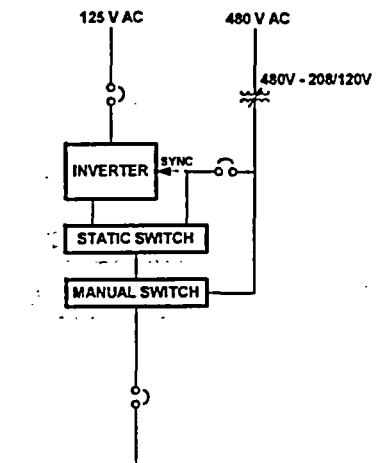 125 V AC
480 V AC
480V - 208/120V
INVERTER
SYNC
STATIC SWITCH
MANUAL SWITCH